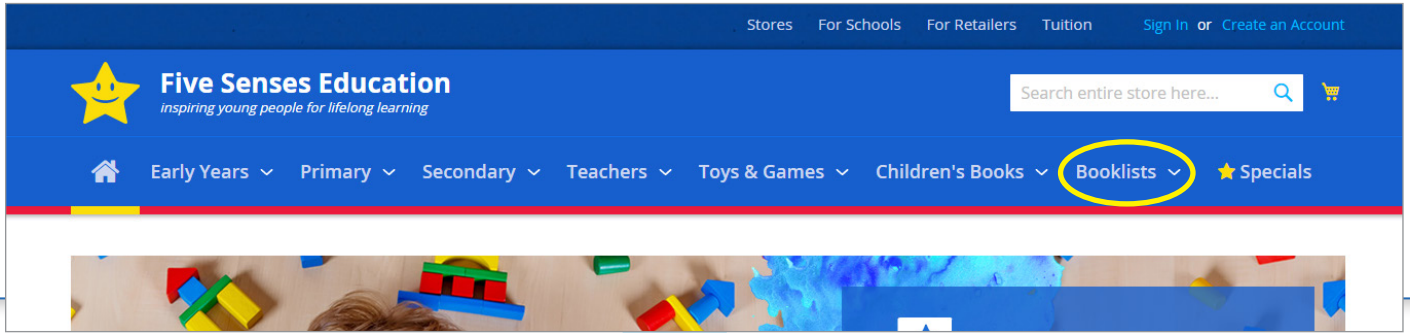 Stores For Schools For Retailers Tuition Sign In or Create an Account
Five Senses Education
inspiring young people for lifelong learning
Search entire store here...
Early Years Primary Secondary Teachers Toys & Games Children's Books Booklists Specials